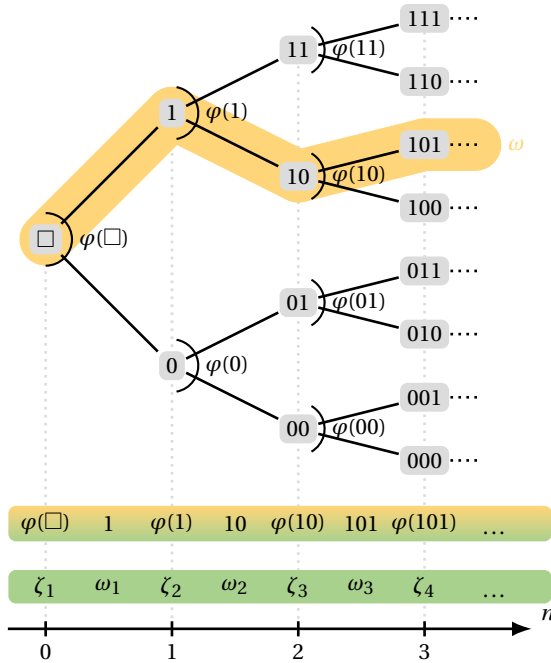 111 ····
11 φ(11)
110 ····
1 φ(1)
101 ···· ω
10 φ(10)
100 ····
□ φ(□)
011 ····
01 φ(01)
010 ····
0 φ(0)
001 ····
00 φ(00)
000 ····
φ(□) 1 φ(1) 10 φ(10) 101 φ(101) ...
ζ₁ ω₁ ζ₂ ω₂ ζ₃ ω₃ ζ₄ ...
n
0 1 2 3